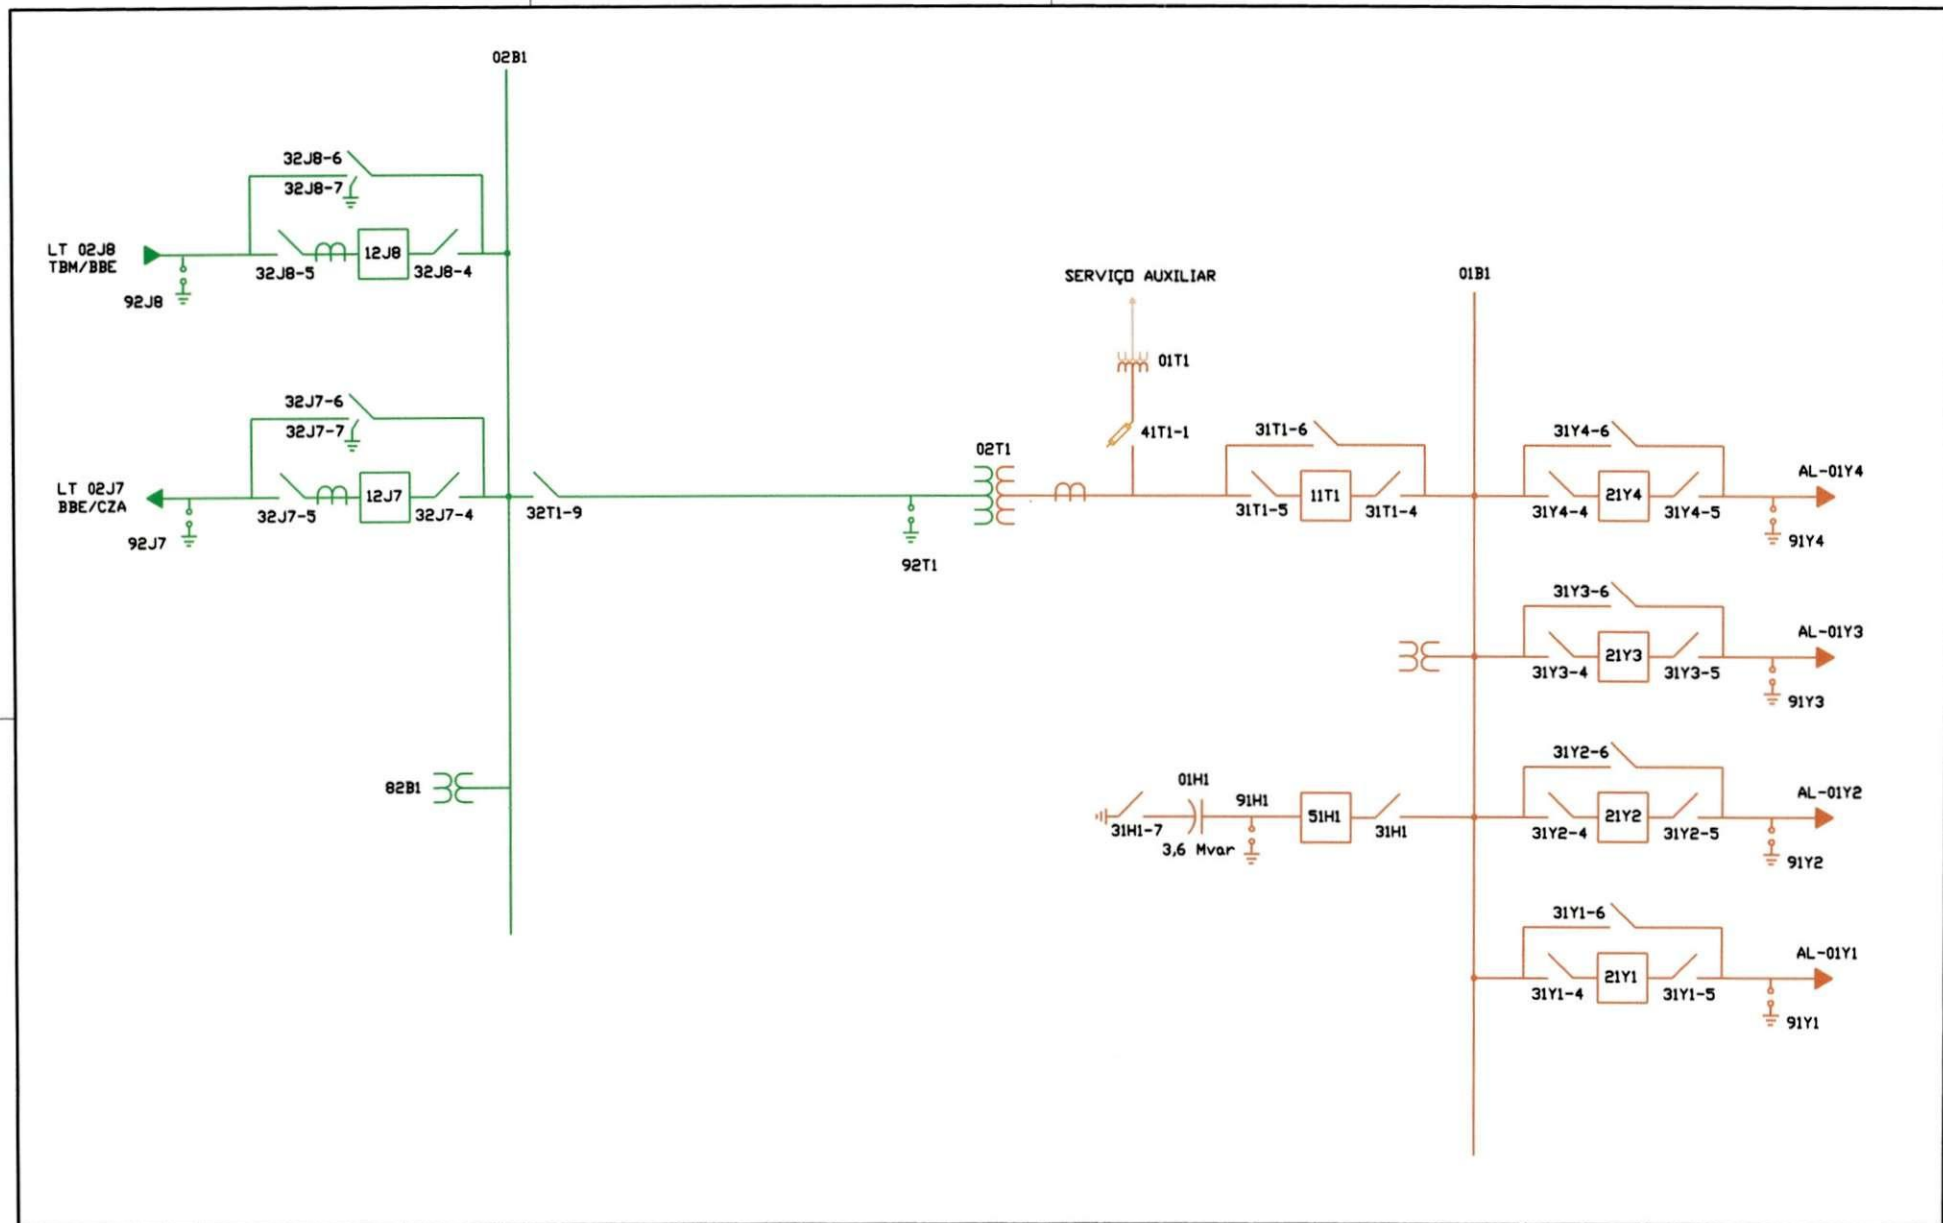 02B1
32J8-6
32J8-7
LT 02J8
TBM/BBE
12J8
32J8-5
32J8-4
92J8
SERVIÇO AUXILIAR
01B1
01T1
32J7-6
32J7-7
41T1-1
31T1-6
31Y4-6
02T1
AL-01Y4
LT 02J7
BBE/CZA
12J7
11T1
21Y4
32J7-5
32J7-4
32T1-9
31T1-5
31T1-4
31Y4-4
31Y4-5
92J7
92T1
91Y4
31Y3-6
AL-01Y3
21Y3
31Y3-4
31Y3-5
91Y3
31Y2-6
82B1
01H1
91H1
AL-01Y2
51H1
21Y2
31H1-7
31H1
31Y2-4
31Y2-5
3,6 Mvar
91Y2
31Y1-6
AL-01Y1
21Y1
31Y1-4
31Y1-5
91Y1